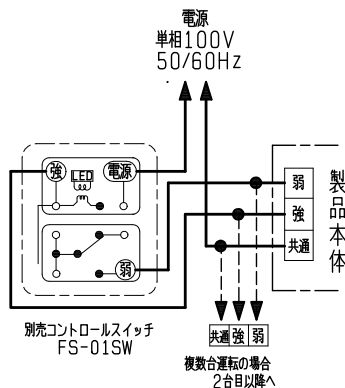 電源
単相100V
50/60Hz
強
LED
電源
弱
弱
強
共通
製品本体
共通 強 弱
別売コントロールスイッチ
FS-01SW
複数台運転の場合
2台目以降へ